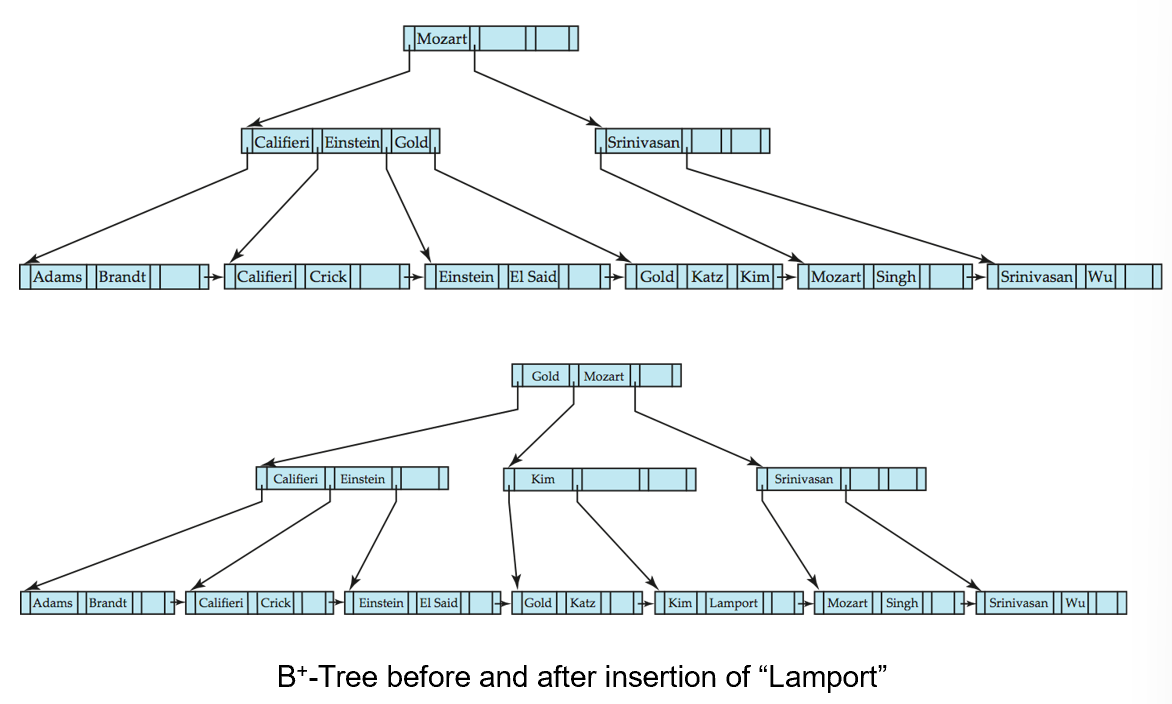 Mozart
Califieri Einstein Gold Srinivasan
Adams Brandt Califieri Crick Einstein El Said Gold Katz Kim Mozart Singh Srinivasan Wu
Gold Mozart
Califieri Einstein Kim Srinivasan
Adams Brandt Califieri Crick Einstein El Said Gold Katz Kim Lamport Mozart Singh Srinivasan Wu
B+-Tree before and after insertion of “Lamport”